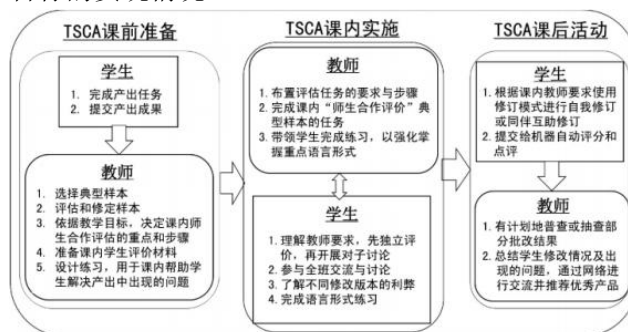 TSCA课前准备
学生
1. 完成产出任务
2. 提交产出成果
教师
1. 选择典型样本
2. 评估和修定样本
3. 依据教学目标，决定课内师
生合作评估的重点和步骤
4. 准备课内学生评价材料
5. 设计练习，用于课内帮助学
生解决产出中出现的问题
TSCA课内实施
教师
1. 布置评估任务的要求与步骤
2. 完成课内“师生合作评价”典
型样本的任务
3. 带领学生完成练习，以强化掌
握重点语言形式
学生
1. 理解教师要求，先独立评
价，再开展对子讨论
2. 参与全班交流与讨论
3. 了解不同修改版本的利弊
4. 完成语言形式练习
TSCA课后活动
学生
1. 根据课内教师要求使用
修订模式进行自我修订
或同伴互助修订
2. 提交给机器自动评分和
点评
教师
1. 有计划地普查或抽查部
分批改结果
2. 总结学生修改情况及出
现的问题，通过网络进
行交流并推荐优秀产品